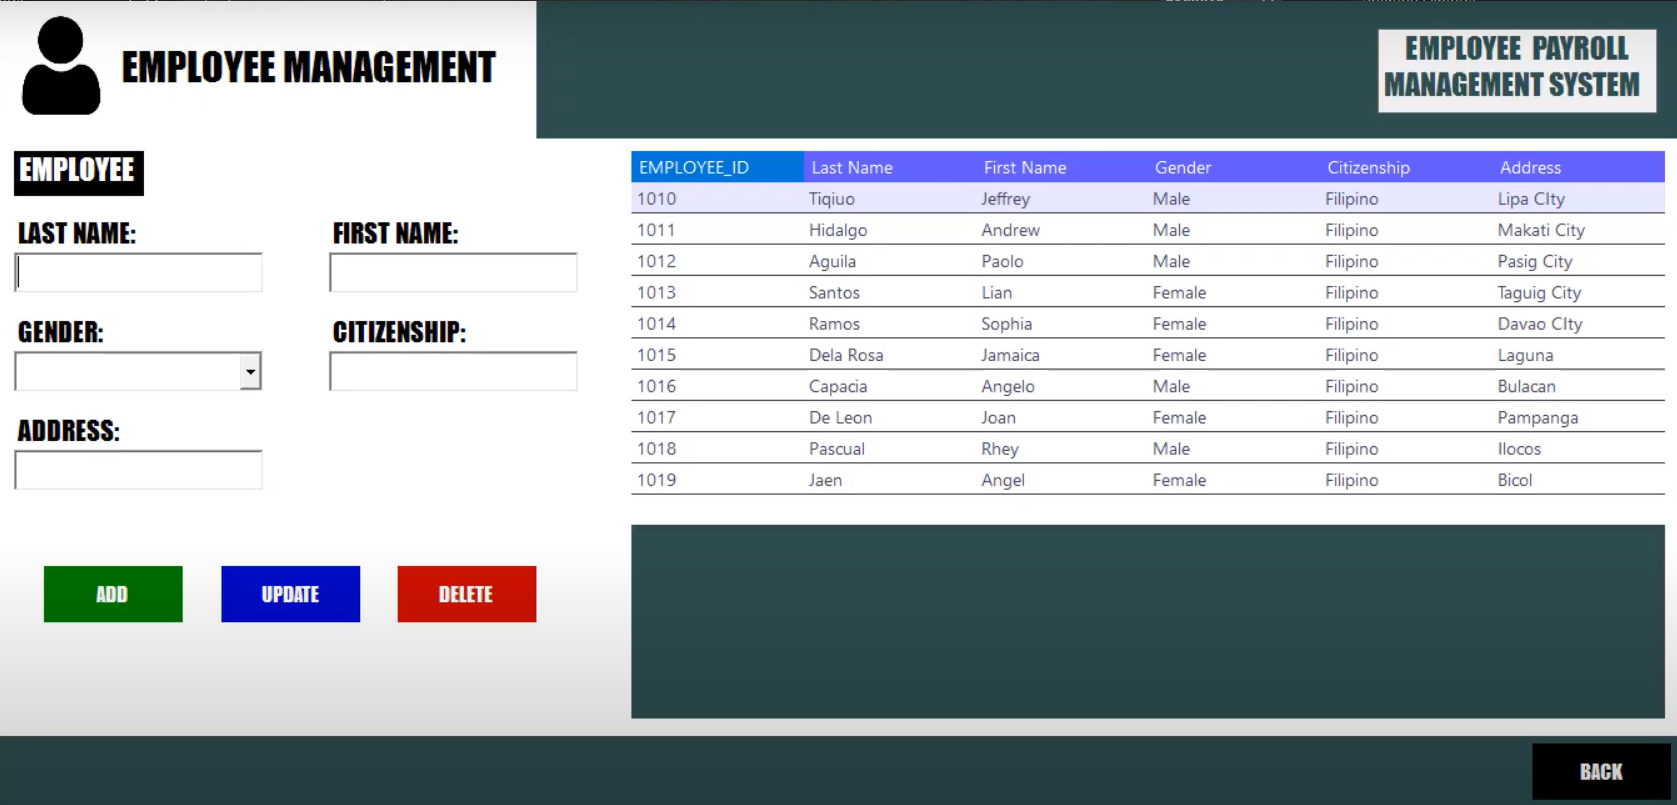 EMPLOYEE MANAGEMENT
EMPLOYEE PAYROLL
MANAGEMENT SYSTEM
EMPLOYEE
LAST NAME:
FIRST NAME:
GENDER:
CITIZENSHIP:
ADDRESS:
ADD
UPDATE
DELETE
EMPLOYEE_ID Last Name First Name Gender Citizenship Address
1010 Tiqiuo Jeffrey Male Filipino Lipa CIty
1011 Hidalgo Andrew Male Filipino Makati City
1012 Aguila Paolo Male Filipino Pasig City
1013 Santos Lian Female Filipino Taguig City
1014 Ramos Sophia Female Filipino Davao CIty
1015 Dela Rosa Jamaica Female Filipino Laguna
1016 Capacia Angelo Male Filipino Bulacan
1017 De Leon Joan Female Filipino Pampanga
1018 Pascual Rhey Male Filipino Ilocos
1019 Jaen Angel Female Filipino Bicol
BACK